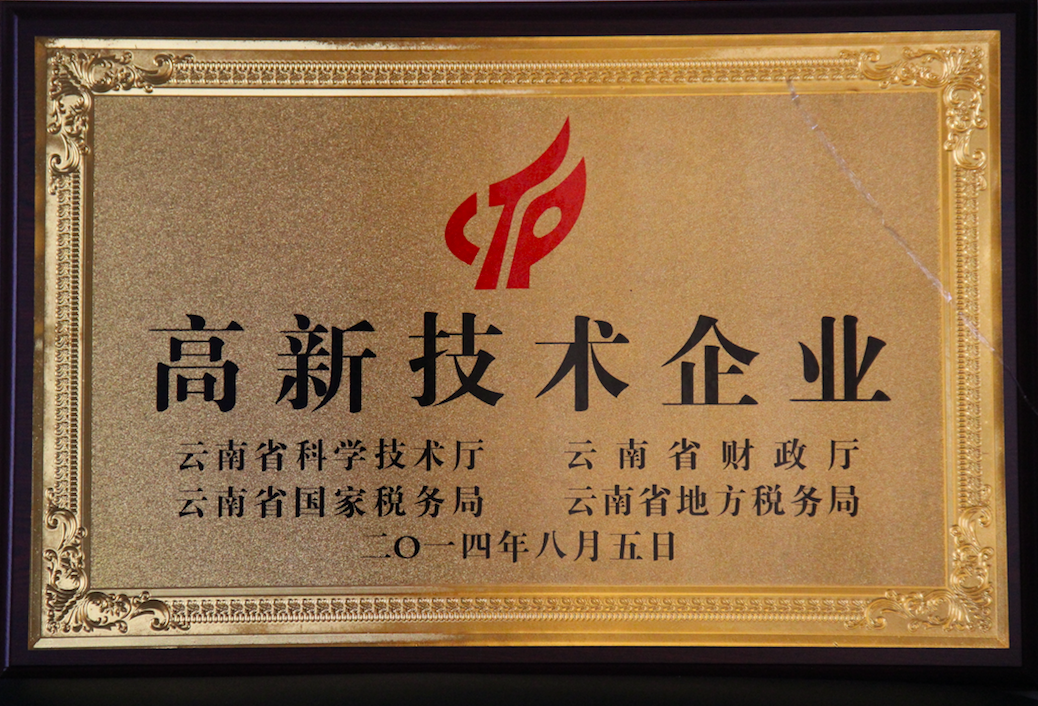 高新技术企业
云南省科学技术厅 云南省财政厅
云南省国家税务局 云南省地方税务局
二〇一四年八月五日